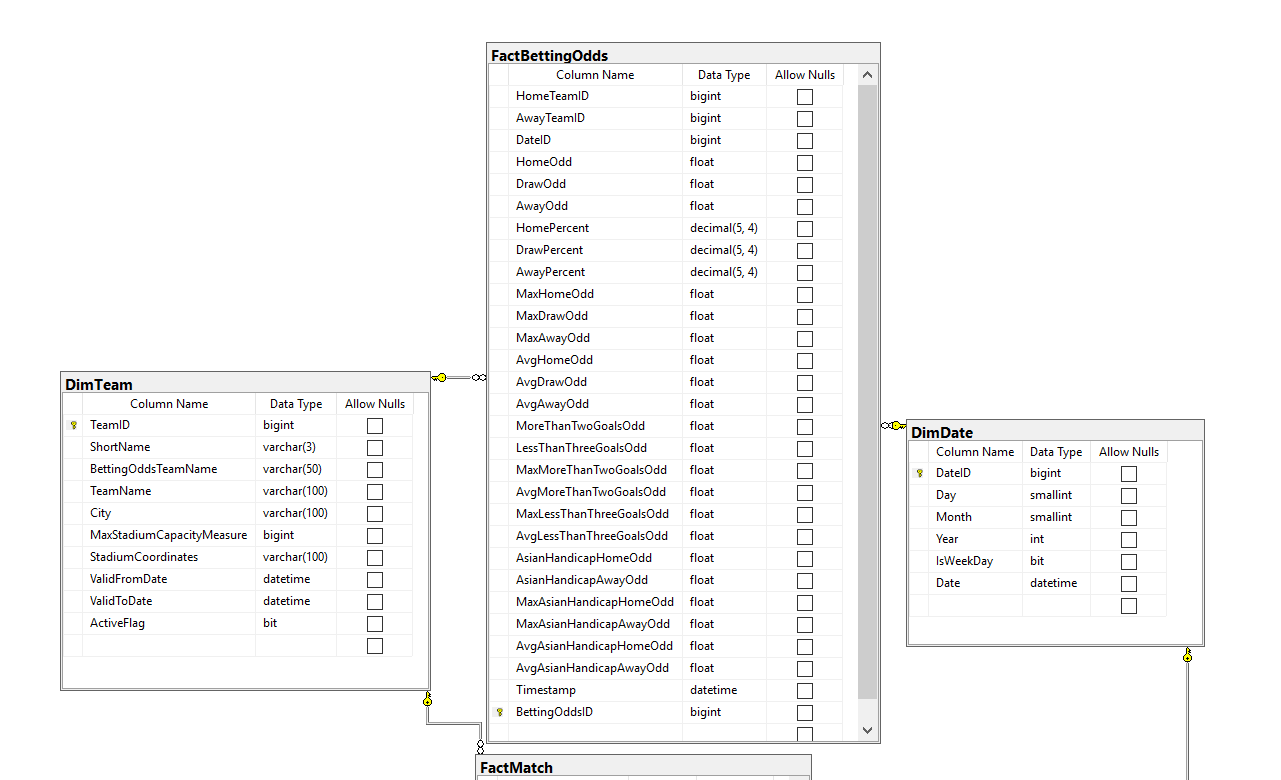 FactBettingOdds
Column Name Data Type Allow Nulls
HomeTeamID bigint
AwayTeamID bigint
DateID bigint
HomeOdd float
DrawOdd float
AwayOdd float
HomePercent decimal(5, 4)
DrawPercent decimal(5, 4)
AwayPercent decimal(5, 4)
MaxHomeOdd float
MaxDrawOdd float
MaxAwayOdd float
AvgHomeOdd float
AvgDrawOdd float
AvgAwayOdd float
MoreThanTwoGoalsOdd float
LessThanThreeGoalsOdd float
MaxMoreThanTwoGoalsOdd float
AvgMoreThanTwoGoalsOdd float
MaxLessThanThreeGoalsOdd float
AvgLessThanThreeGoalsOdd float
AsianHandicapHomeOdd float
AsianHandicapAwayOdd float
MaxAsianHandicapHomeOdd float
MaxAsianHandicapAwayOdd float
AvgAsianHandicapHomeOdd float
AvgAsianHandicapAwayOdd float
Timestamp datetime
BettingOddsID bigint
DimTeam
Column Name Data Type Allow Nulls
TeamID bigint
ShortName varchar(3)
BettingOddsTeamName varchar(50)
TeamName varchar(100)
City varchar(100)
MaxStadiumCapacityMeasure bigint
StadiumCoordinates varchar(100)
ValidFromDate datetime
ValidToDate datetime
ActiveFlag bit
DimDate
Column Name Data Type Allow Nulls
DateID bigint
Day smallint
Month smallint
Year int
IsWeekDay bit
Date datetime
FactMatch